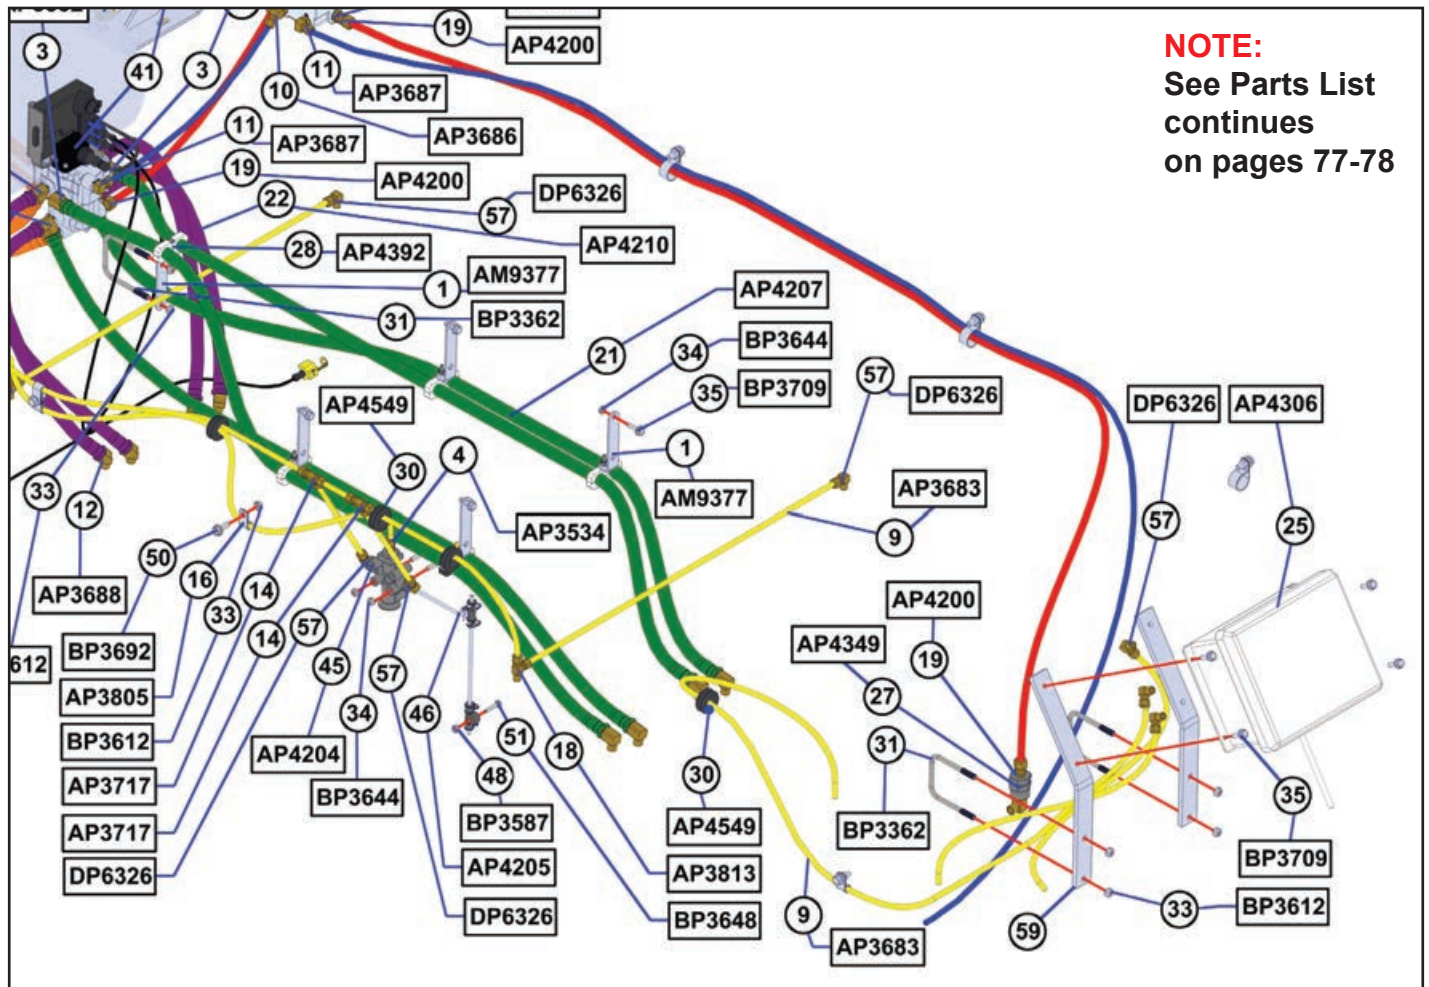 NOTE:
See Parts List
continues
on pages 77-78
19
AP4200
3
41
3
11
AP3687
10
AP3686
11
AP3687
19
AP4200
22
57
DP6326
AP4210
28
AP4392
1
AM9377
31
BP3362
AP4207
21
34
BP3644
35
BP3709
57
DP6326
DP6326
AP4306
AP4549
30
4
1
AM9377
AP3683
9
57
25
33
12
AP3534
50
16
33
14
14
57
AP3688
BP3692
AP3805
BP3612
AP3717
AP3717
DP6326
612
45
57
34
46
AP4204
BP3644
51
48
18
BP3587
AP4205
DP6326
30
AP4549
AP3813
BP3648
AP4200
AP4349
19
27
31
BP3362
9
AP3683
35
BP3709
33
BP3612
59